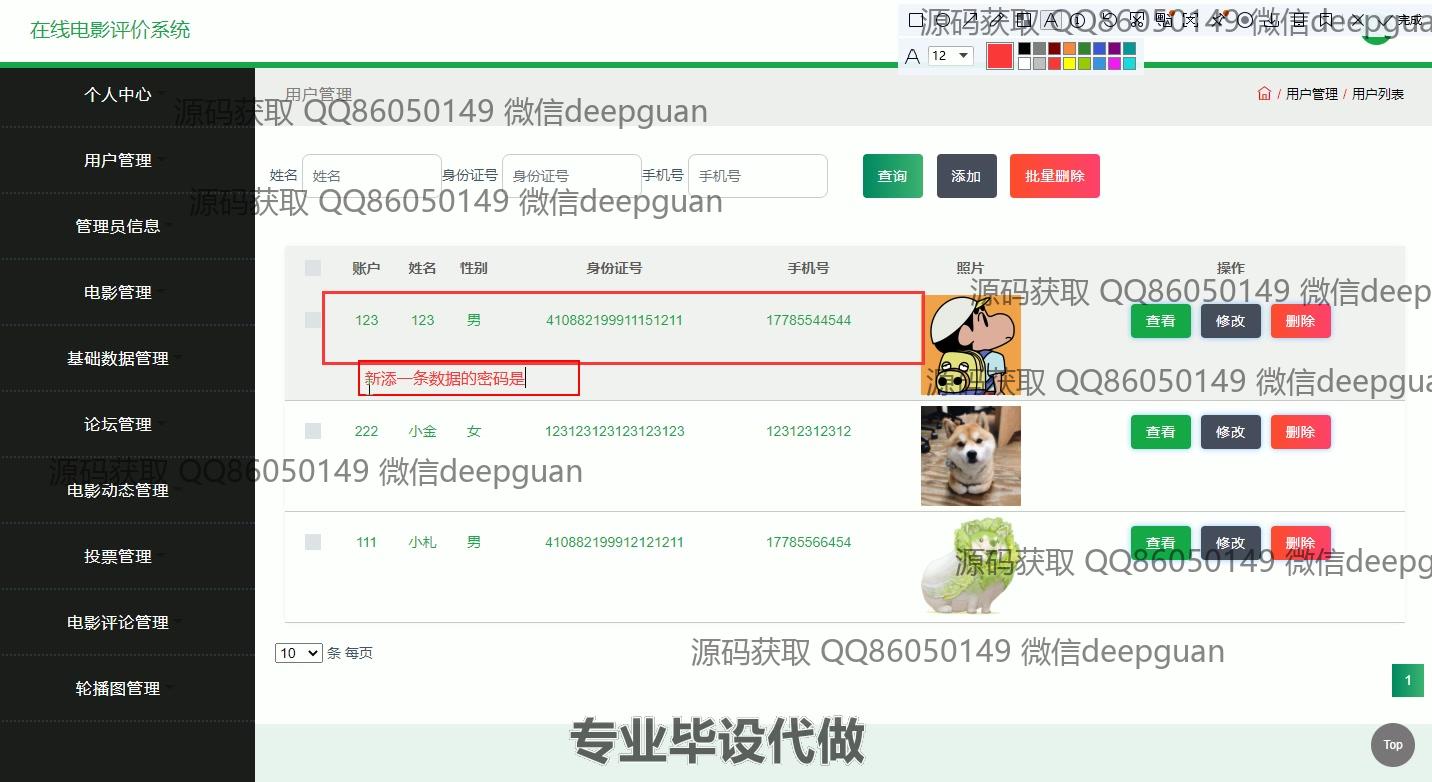 在线电影评价系统
源码获取 QQ86050149 微信deepgua
完成
A 12
个人中心
用户管理
管理员信息
电影管理
基础数据管理
论坛管理
电影动态管理
投票管理
电影评论管理
轮播图管理
用户管理
/ 用户管理 / 用户列表
源码获取 QQ86050149 微信deepguan
姓名 姓名 身份证号 身份证号 手机号 手机号 查询 添加 批量删除
源码获取 QQ86050149 微信deepguan
账户 姓名 性别 身份证号 手机号 照片 操作
源码获取 QQ86050149 微信deep
123 123 男 410882199911151211 17785544544 查看 修改 删除
新添一条数据的密码是
源码获取 QQ86050149 微信deepgua
222 小金 女 123123123123123123 12312312312 查看 修改 删除
源码获取 QQ86050149 微信deepguan
111 小札 男 410882199912121211 17785566454 查看 修改 删除
源码获取 QQ86050149 微信deepg
10 条 每页
源码获取 QQ86050149 微信deepguan
1
专业毕设代做
Top